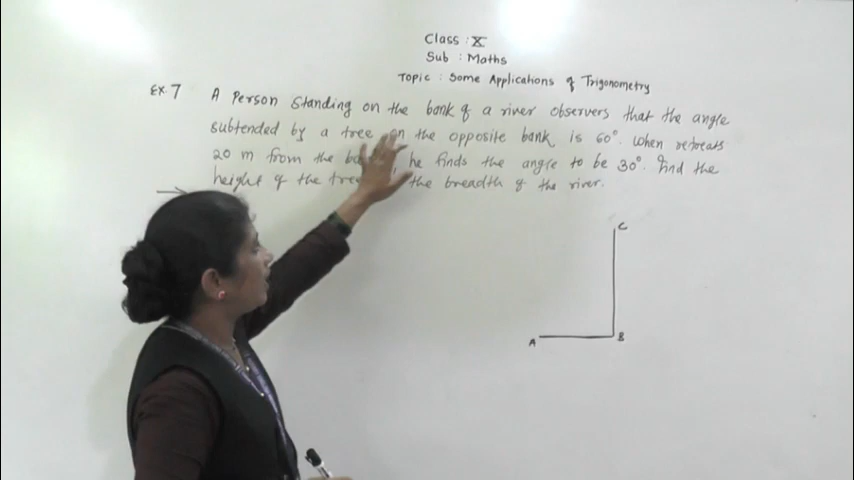 Class : X
Sub : Maths
Topic : Some Applications of Trigonometry
Ex. 7 A Person Standing on the bank of a river observers that the angle
subtended by a tree on the opposite bank is 60°. When retreats
20 m from the he finds the angle to be 30°. Find the
height of the tree the breadth of the river.
C
A B